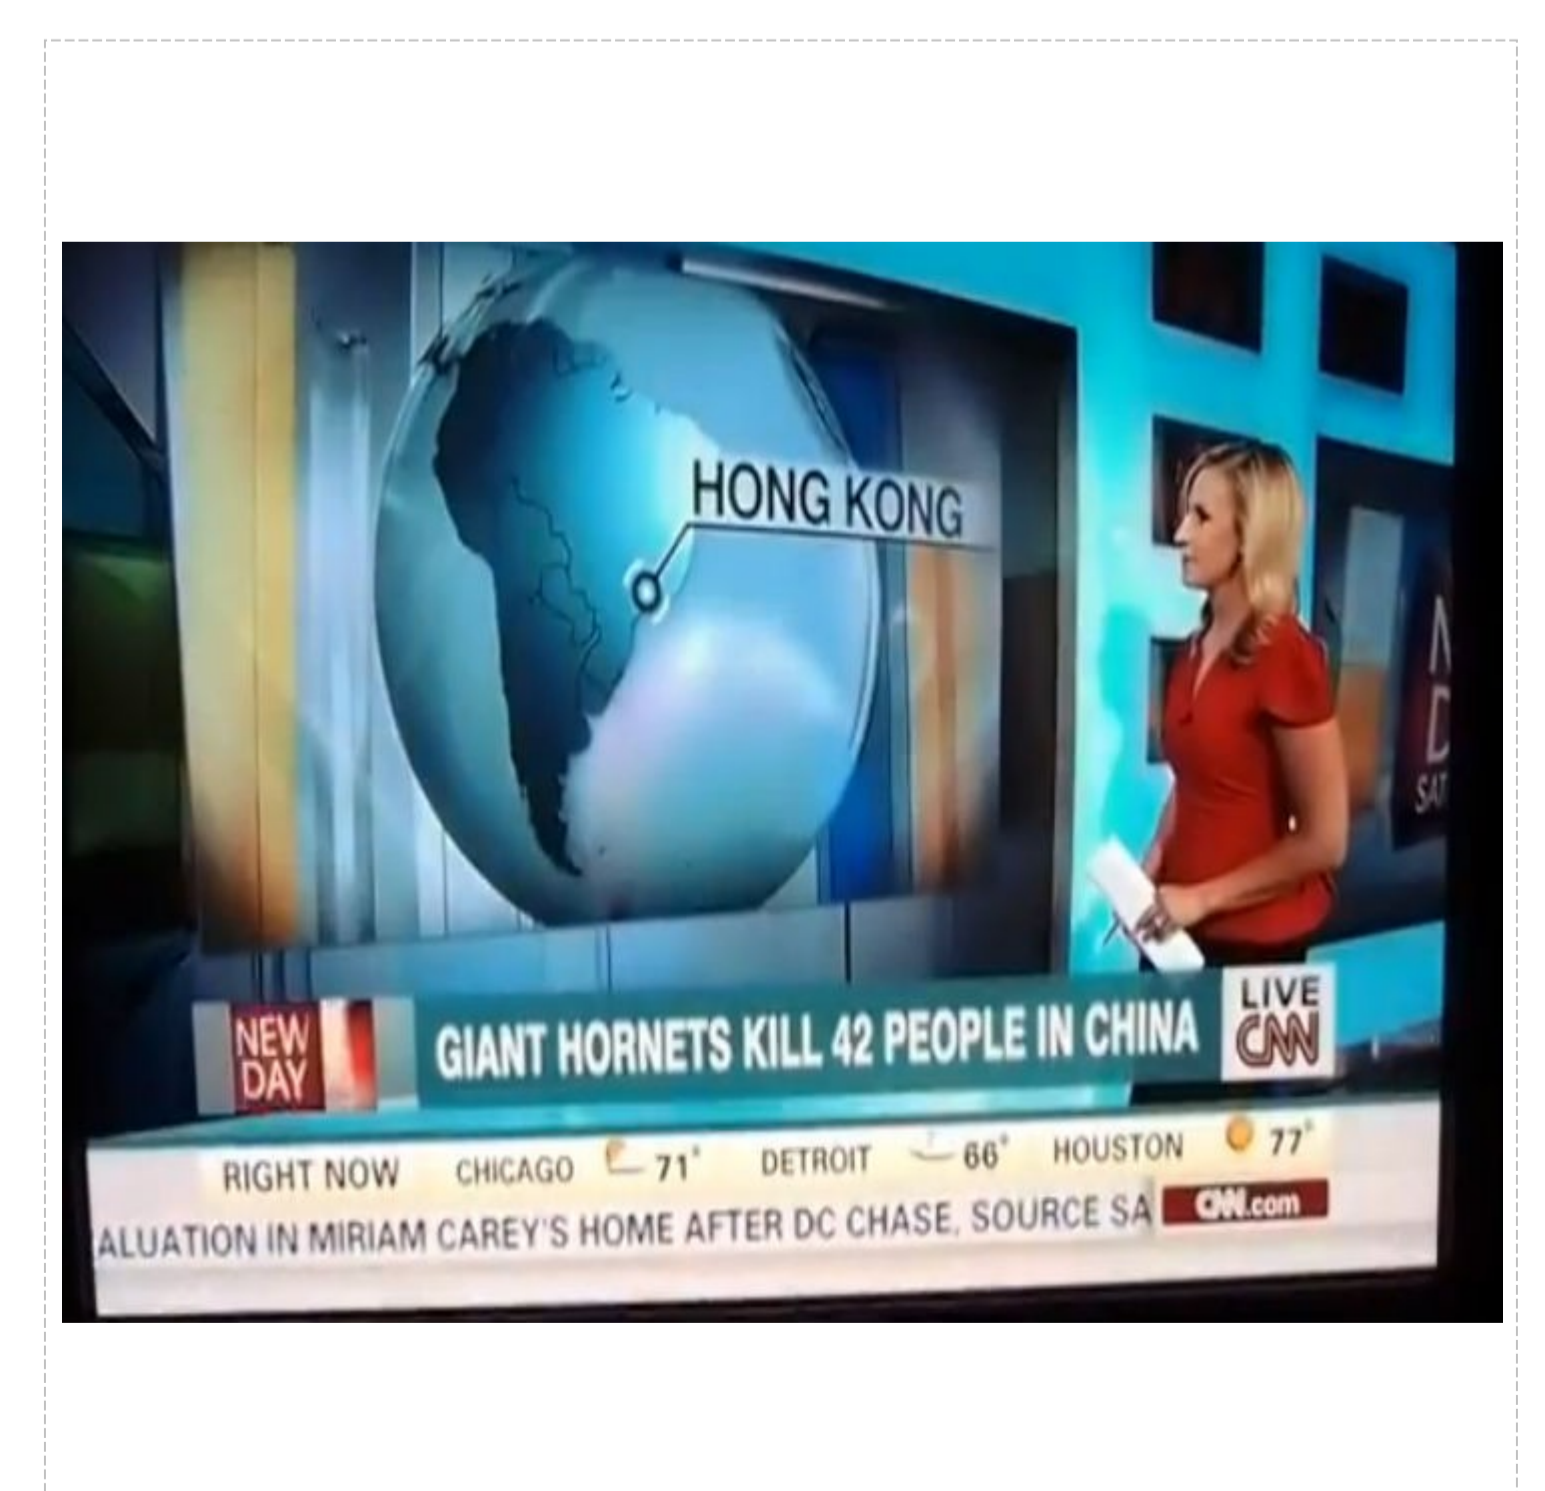 HONG KONG
N
D
SAT
NEW
DAY
GIANT HORNETS KILL 42 PEOPLE IN CHINA
LIVE
CNN
RIGHT NOW CHICAGO 71° DETROIT 66° HOUSTON 77°
ALUATION IN MIRIAM CAREY'S HOME AFTER DC CHASE, SOURCE SA
CNN.com